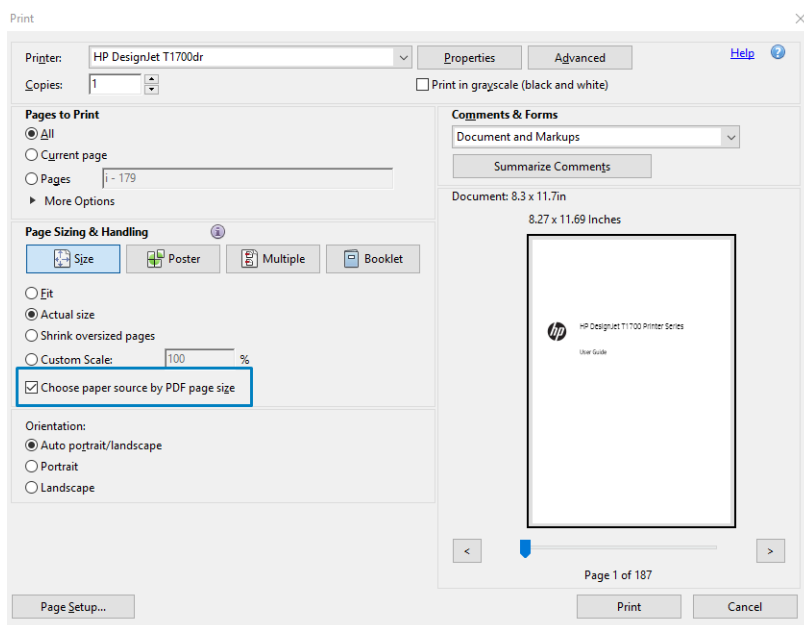 Print
Printer: HP DesignJet T1700dr Properties Advanced Help
Copies: 1 Print in grayscale (black and white)
Pages to Print
All
Current page
Pages i - 179
More Options
Page Sizing & Handling
Size Poster Multiple Booklet
Fit
Actual size
Shrink oversized pages
Custom Scale: 100 %
Choose paper source by PDF page size
Orientation:
Auto portrait/landscape
Portrait
Landscape
Comments & Forms
Document and Markups
Summarize Comments
Document: 8.3 x 11.7in
8.27 x 11.69 Inches
hp
HP DesignJet T1700 Printer Series
User Guide
< >
Page 1 of 187
Page Setup... Print Cancel